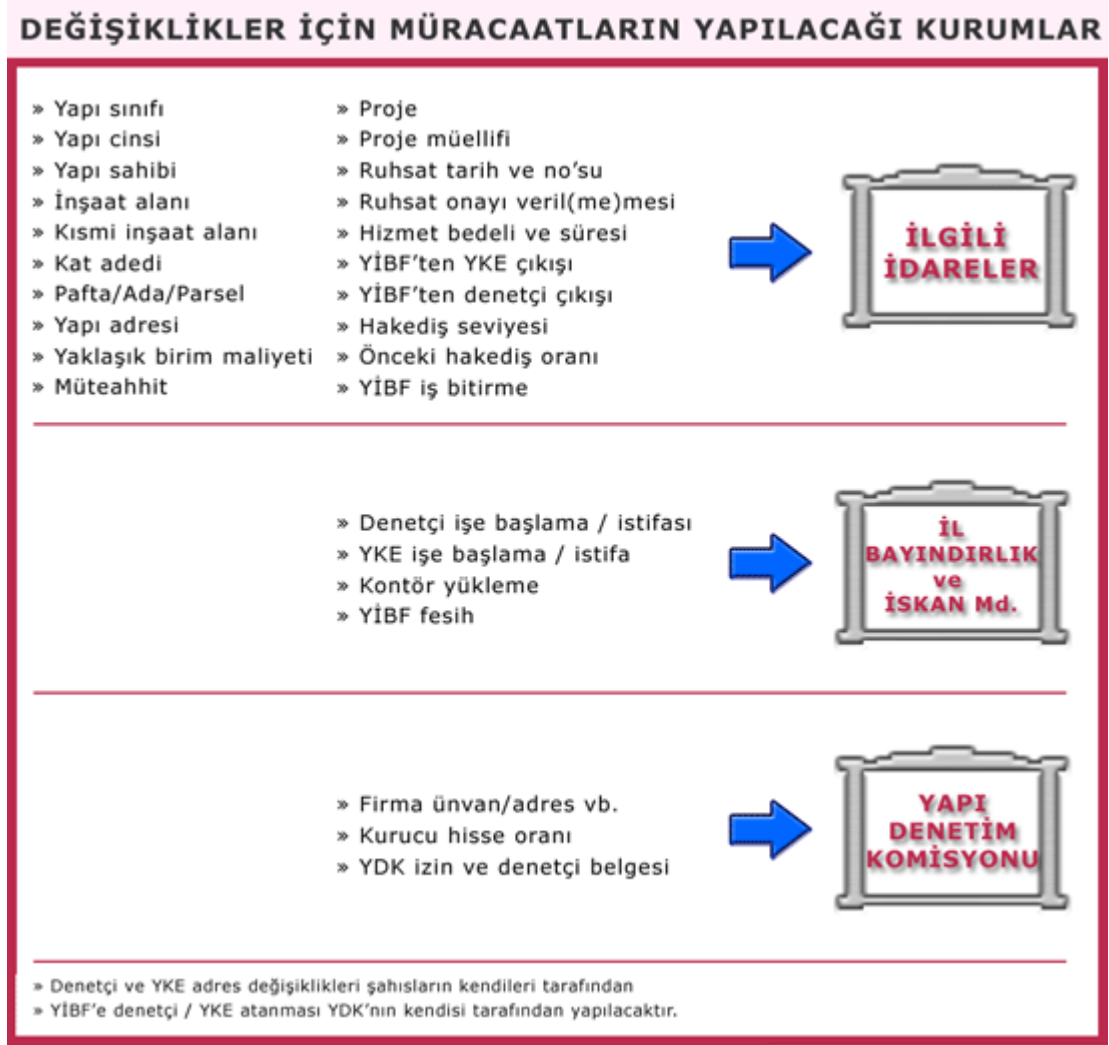 DEĞİŞİKLİKLER İÇİN MÜRACAATLARIN YAPILACAĞI KURUMLAR
» Yapı sınıfı
» Yapı cinsi
» Yapı sahibi
» İnşaat alanı
» Kısmi inşaat alanı
» Kat adedi
» Pafta/Ada/Parsel
» Yapı adresi
» Yaklaşık birim maliyeti
» Müteahhit
» Proje
» Proje müellifi
» Ruhsat tarih ve no’su
» Ruhsat onayı veril(me)mesi
» Hizmet bedeli ve süresi
» YİBF’ten YKE çıkışı
» YİBF’ten denetçi çıkışı
» Hakediş seviyesi
» Önceki hakediş oranı
» YİBF iş bitirme
İLGİLİ
İDARELER
» Denetçi işe başlama / istifası
» YKE işe başlama / istifa
» Kontör yükleme
» YİBF fesih
İL
BAYINDIRLIK
ve
İSKAN Md.
» Firma ünvan/adres vb.
» Kurucu hisse oranı
» YDK izin ve denetçi belgesi
YAPI
DENETİM
KOMİSYONU
» Denetçi ve YKE adres değişiklikleri şahısların kendileri tarafından
» YİBF’e denetçi / YKE atanması YDK’nın kendisi tarafından yapılacaktır.